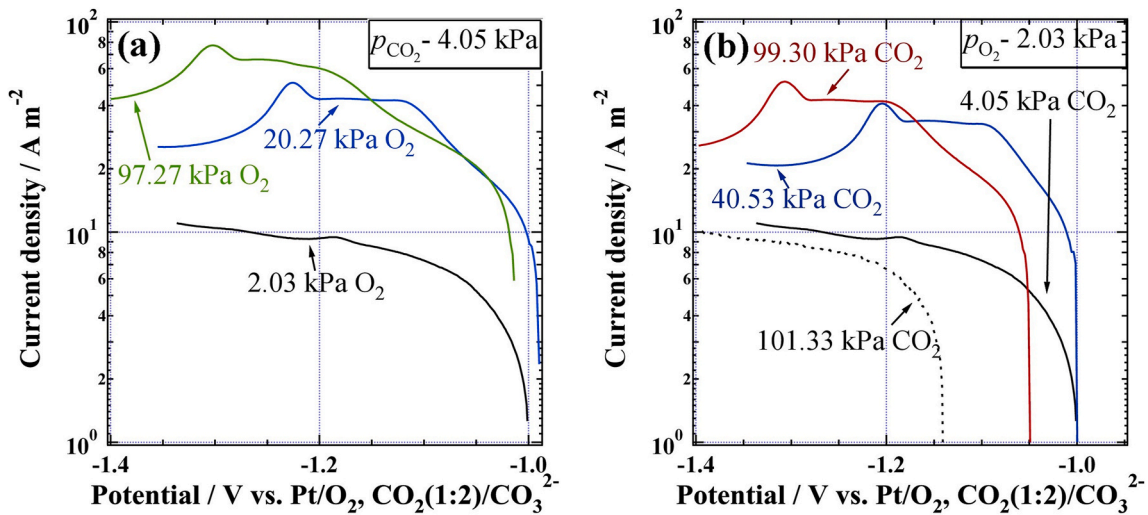 (a)
p_CO₂ - 4.05 kPa
97.27 kPa O₂
20.27 kPa O₂
2.03 kPa O₂
10²
8
6
4
2
10¹
8
6
4
2
10⁰
Current density / A m⁻²
-1.4 -1.2 -1.0
Potential / V vs. Pt/O₂, CO₂(1:2)/CO₃²⁻
(b)
p_O₂ - 2.03 kPa
99.30 kPa CO₂
4.05 kPa CO₂
40.53 kPa CO₂
101.33 kPa CO₂
10²
8
6
4
2
10¹
8
6
4
2
10⁰
Current density / A m⁻²
-1.4 -1.2 -1.0
Potential / V vs. Pt/O₂, CO₂(1:2)/CO₃²⁻